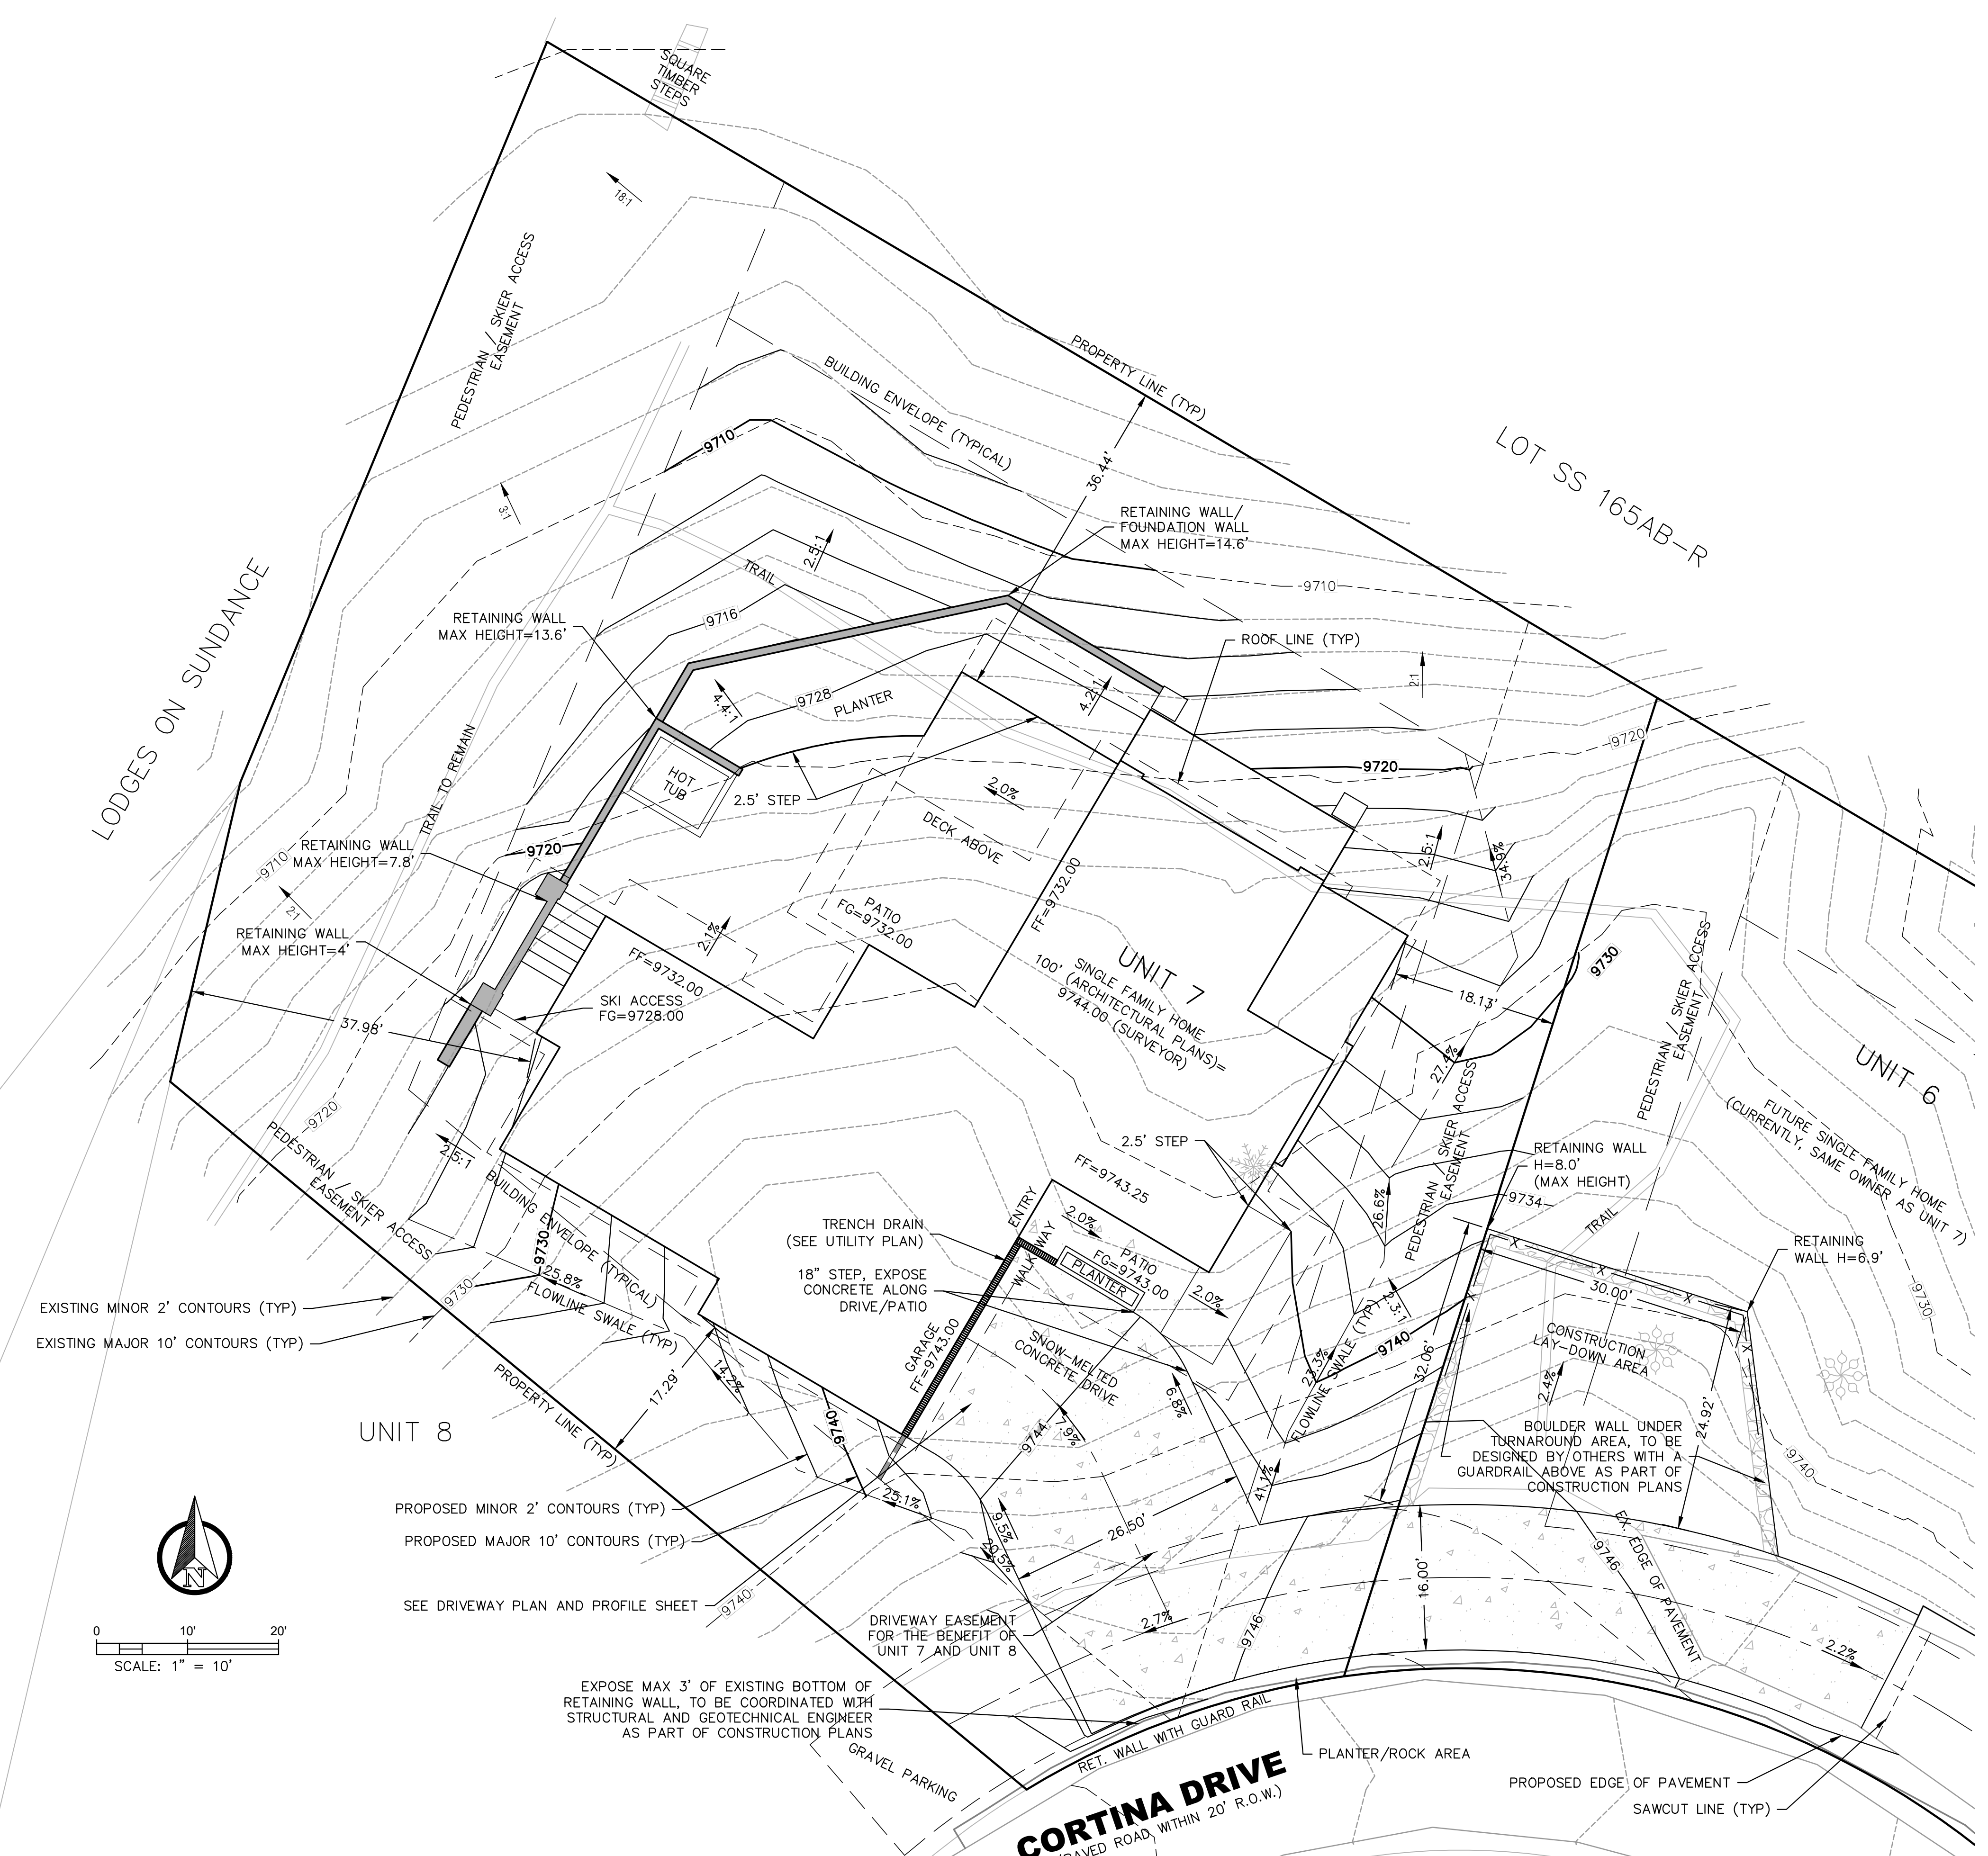 SQUARE
TIMBER
STEPS
18:1
PEDESTRIAN / SKIER ACCESS
EASEMENT
PROPERTY LINE (TYP)
BUILDING ENVELOPE (TYPICAL)
LOT SS 165AB-R
9710
36.44'
3:1
RETAINING WALL/
FOUNDATION WALL
MAX HEIGHT=14.6'
2.5:1
TRAIL
9710
LODGES ON SUNDANCE
RETAINING WALL
MAX HEIGHT=13.6'
9716
ROOF LINE (TYP)
4.4:1
9728
PLANTER
4.2:1
2:1
9720
9720
HOT
TUB
2.5' STEP
2.0%
DECK ABOVE
TRAIL TO REMAIN
RETAINING WALL
MAX HEIGHT=7.8'
9720
9710
2:1
2.5:1
34.9%
FF=9732.00
PATIO
FG=9732.00
2.1%
RETAINING WALL
MAX HEIGHT=4'
FF=9732.00
UNIT 7
SINGLE FAMILY HOME
100' (ARCHITECTURAL PLANS)=
9744.00 (SURVEYOR)
9730
18.13'
PEDESTRIAN / SKIER ACCESS
EASEMENT
SKI ACCESS
FG=9728.00
37.98'
27.4%
UNIT 6
FUTURE SINGLE FAMILY HOME
(CURRENTLY, SAME OWNER AS UNIT 7)
9720
PEDESTRIAN / SKIER ACCESS
EASEMENT
2.5:1
BUILDING ENVELOPE (TYPICAL)
2.5' STEP
FF=9743.25
PEDESTRIAN / SKIER ACCESS
EASEMENT
RETAINING WALL
H=8.0'
(MAX HEIGHT)
9734
TRAIL
26.6%
TRENCH DRAIN
(SEE UTILITY PLAN)
ENTRY
WALKWAY
2.0%
PATIO
FG=9743.00
PLANTER
2.0%
RETAINING
WALL H=6.9'
18" STEP, EXPOSE
CONCRETE ALONG
DRIVE/PATIO
9730
25.8%
FLOWLINE SWALE (TYP)
9730
EXISTING MINOR 2' CONTOURS (TYP)
EXISTING MAJOR 10' CONTOURS (TYP)
X
X
X
X
X
30.00'
9730
2.3:1
CONSTRUCTION
LAY-DOWN AREA
9740
GARAGE
FF=9743.00
SNOW-MELTED
CONCRETE DRIVE
23.3%
FLOWLINE SWALE (TYP)
32.06'
2.4%
14.2%
17.29'
PROPERTY LINE (TYP)
UNIT 8
9740
9744
7.9%
6.8%
24.92'
BOULDER WALL UNDER
TURNAROUND AREA, TO BE
DESIGNED BY OTHERS WITH A
GUARDRAIL ABOVE AS PART OF
CONSTRUCTION PLANS
9740
25.1%
41.1%
PROPOSED MINOR 2' CONTOURS (TYP)
PROPOSED MAJOR 10' CONTOURS (TYP)
9.5%
26.50'
20.5%
EX. EDGE OF PAVEMENT
9746
N
16.00'
SEE DRIVEWAY PLAN AND PROFILE SHEET
9740
DRIVEWAY EASEMENT
FOR THE BENEFIT OF
UNIT 7 AND UNIT 8
2.7%
9746
2.2%
0 10' 20'
SCALE: 1" = 10'
EXPOSE MAX 3' OF EXISTING BOTTOM OF
RETAINING WALL, TO BE COORDINATED WITH
STRUCTURAL AND GEOTECHNICAL ENGINEER
AS PART OF CONSTRUCTION PLANS
RET. WALL WITH GUARD RAIL
GRAVEL PARKING
PLANTER/ROCK AREA
PROPOSED EDGE OF PAVEMENT
SAWCUT LINE (TYP)
CORTINA DRIVE
ROAD WITHIN 20' R.O.W.)